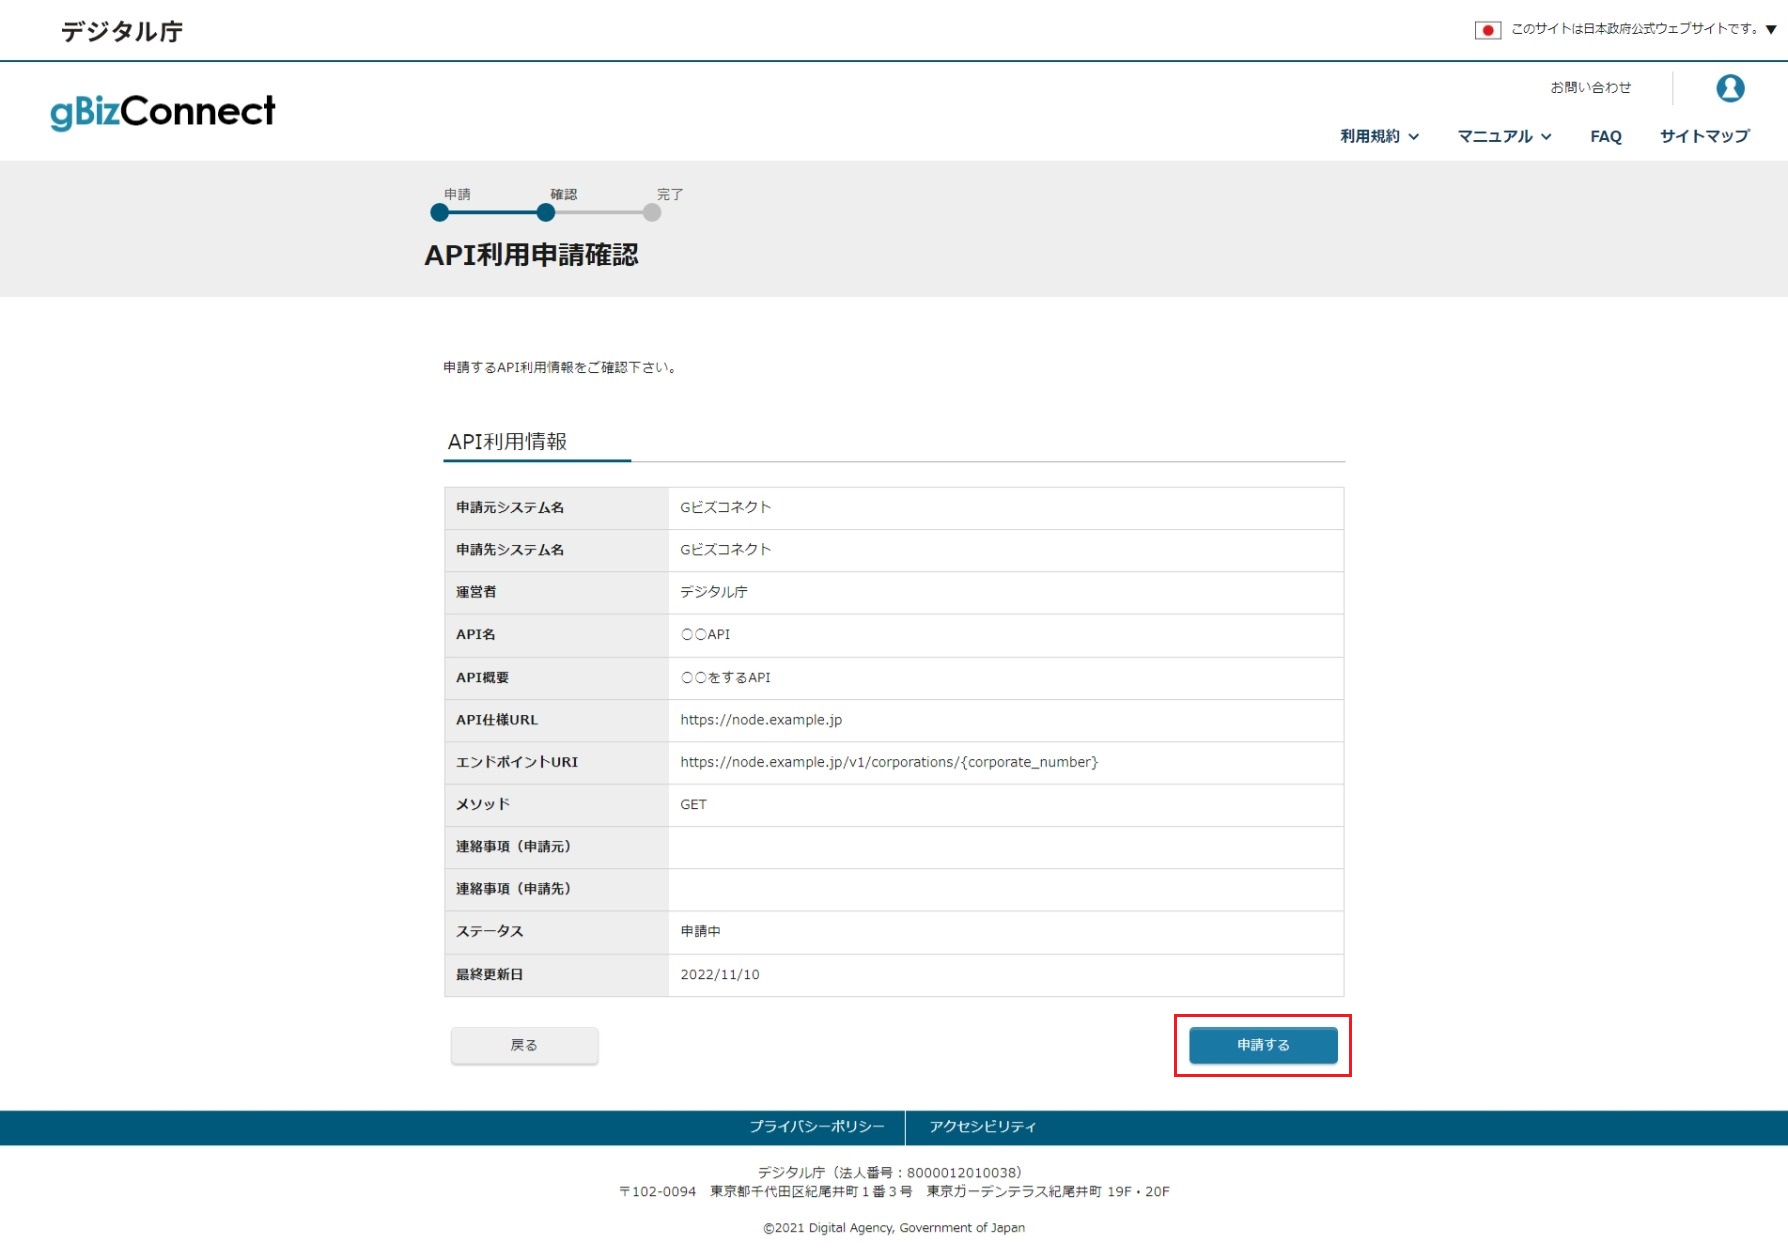 デジタル庁
このサイトは日本政府公式ウェブサイトです。▼
gBizConnect
お問い合わせ
利用規約 マニュアル FAQ サイトマップ
申請 確認 完了
API利用申請確認
申請するAPI利用情報をご確認下さい。
API利用情報
申請元システム名 Gビズコネクト
申請先システム名 Gビズコネクト
運営者 デジタル庁
API名 〇〇API
API概要 〇〇をするAPI
API仕様URL https://node.example.jp
エンドポイントURI https://node.example.jp/v1/corporations/{corporate_number}
メソッド GET
連絡事項（申請元）
連絡事項（申請先）
ステータス 申請中
最終更新日 2022/11/10
戻る 申請する
プライバシーポリシー アクセシビリティ
デジタル庁（法人番号：8000012010038）
〒102-0094　東京都千代田区紀尾井町１番３号　東京ガーデンテラス紀尾井町 19F・20F
©2021 Digital Agency, Government of Japan